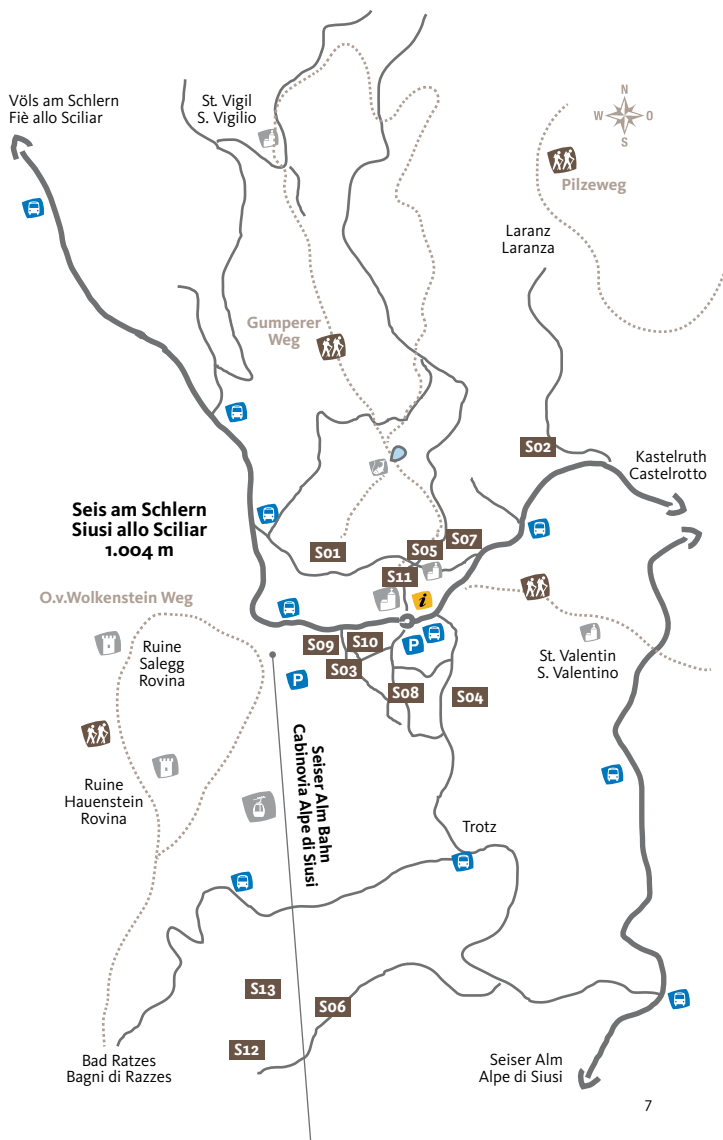 Völs am Schlern
Fiè allo Sciliar
St. Vigil
S. Vigilio
N
W
O
S
Pilzeweg
Laranz
Laranza
Gumperer
Weg
S02
Kastelruth
Castelrotto
Seis am Schlern
Siusi allo Sciliar
1.004 m
S01
S05
S07
S11
i
O.v.Wolkenstein Weg
Ruine
Salegg
Rovina
S09
S10
P
S03
P
S08
S04
St. Valentin
S. Valentino
Ruine
Hauenstein
Rovina
Seiser Alm Bahn
Cabinovia Alpe di Siusi
Trotz
S13
S06
S12
Bad Ratzes
Bagni di Razzes
Seiser Alm
Alpe di Siusi
7